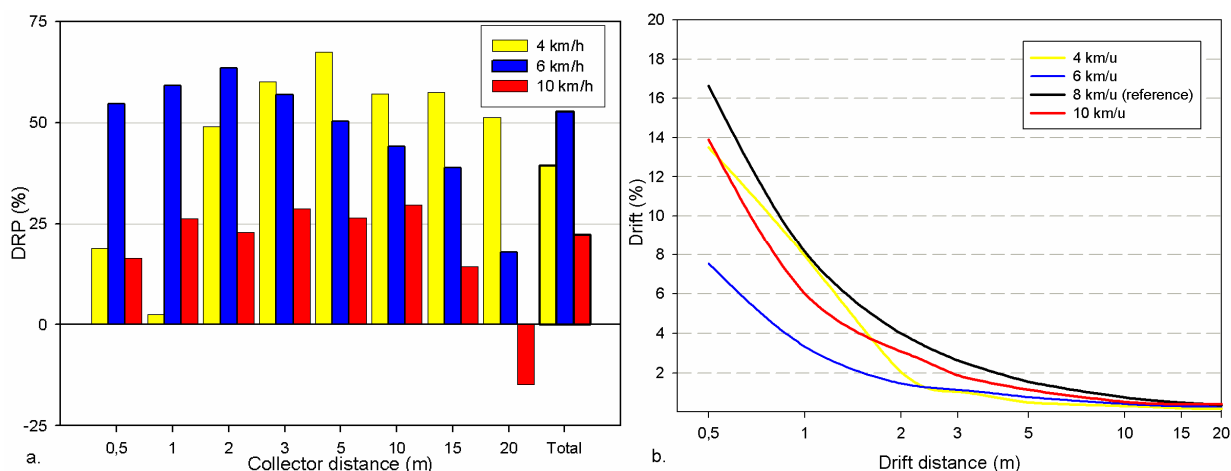 DRP (%)
75
50
25
0
-25
4 km/h
6 km/h
10 km/h
0,5 1 2 3 5 10 15 20 Total
Collector distance (m)
a.
Drift (%)
20
18
16
14
12
10
8
6
4
2
4 km/u
6 km/u
8 km/u (reference)
10 km/u
0,5 1 2 3 5 10 15 20
Drift distance (m)
b.